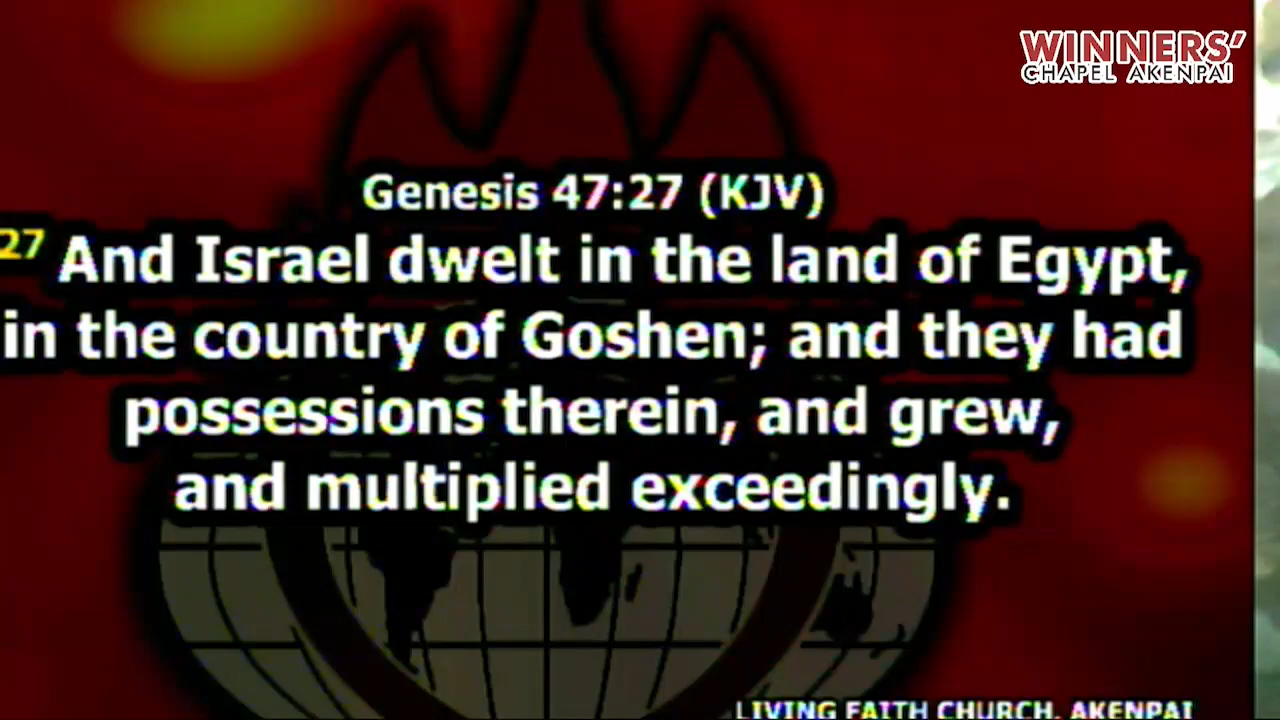 WINNERS'
CHAPEL AKENPAI
Genesis 47:27 (KJV)
27 And Israel dwelt in the land of Egypt,
in the country of Goshen; and they had
possessions therein, and grew,
and multiplied exceedingly.
LIVING FAITH CHURCH, AKENPAI